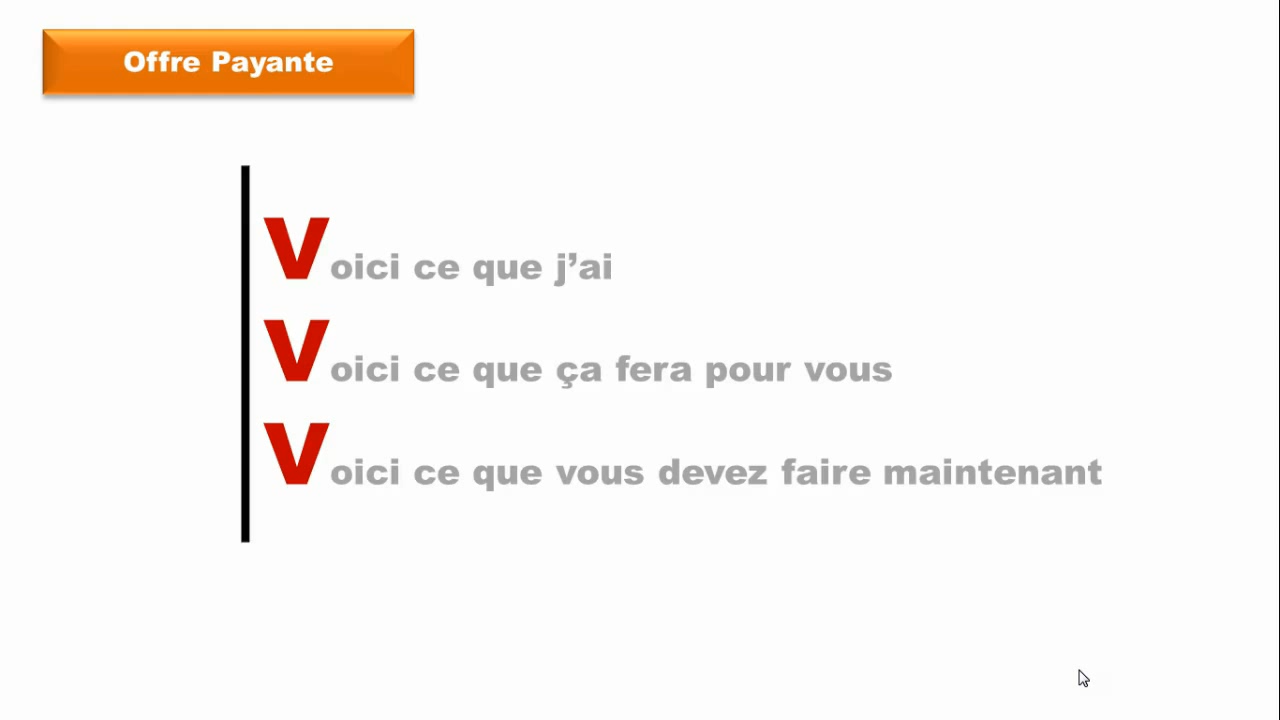 Offre Payante
Voici ce que j’ai
Voici ce que ça fera pour vous
Voici ce que vous devez faire maintenant